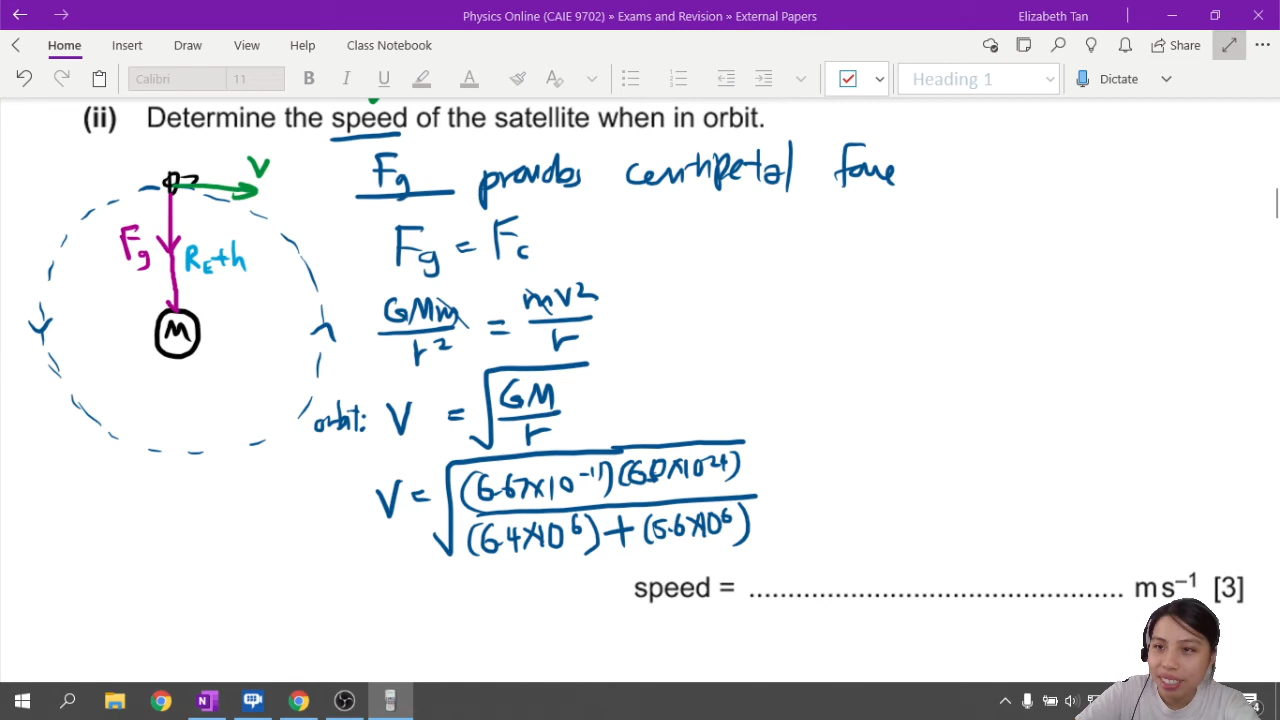 Physics Online (CAIE 9702) » Exams and Revision » External Papers
Elizabeth Tan
Home Insert Draw View Help Class Notebook
Share
Calibri 11 B I U A Heading 1 Dictate
(ii) Determine the speed of the satellite when in orbit.
Fg provides centripetal force
V
Fg = Fc
Fg RE+h
GMm/r² = mv²/r
M
orbit: V = √(GM/r)
V = √((6.67×10⁻¹¹)(6.0×10²⁴)/(6.4×10⁶)+(5.6×10⁶))
speed = ............................................. m s⁻¹ [3]